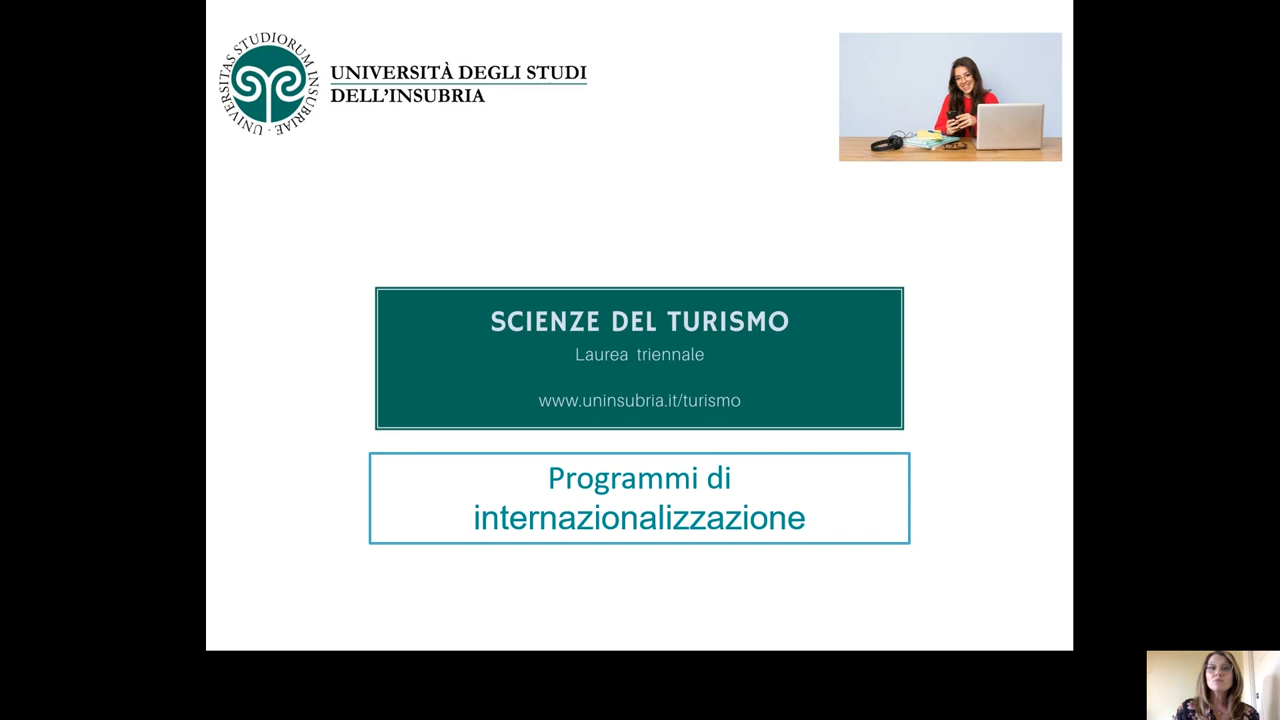 UNIVERSITAS STUDIORUM INSUBRIAE
UNIVERSITÀ DEGLI STUDI
DELL'INSUBRIA
SCIENZE DEL TURISMO
Laurea triennale
www.uninsubria.it/turismo
Programmi di
internazionalizzazione